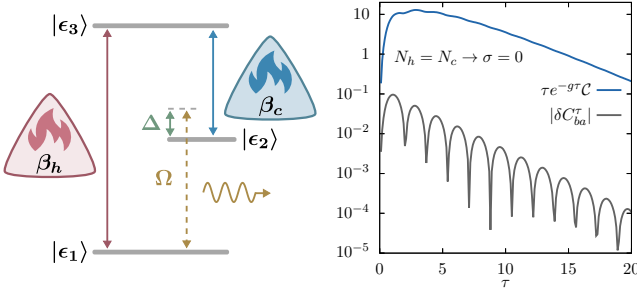 |ϵ₃⟩
βₕ
β_c
Δ
|ϵ₂⟩
Ω
|ϵ₁⟩
10
1
10⁻¹
10⁻²
10⁻³
10⁻⁴
10⁻⁵
N_h = N_c → σ = 0
τe^{-gτ}𝒞
|δC^τ_{ba}|
0 5 10 15 20
τ